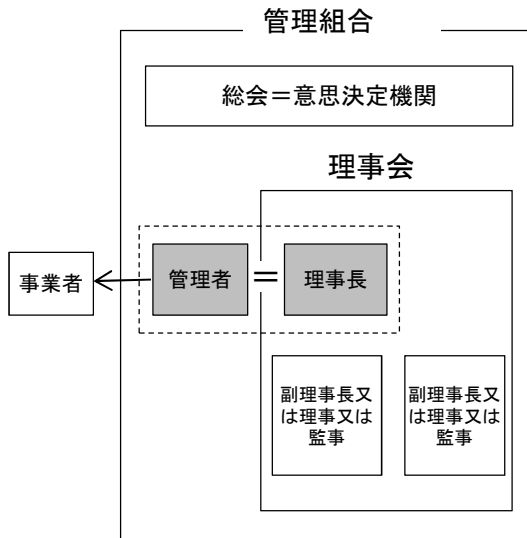 管理組合
総会＝意思決定機関
理事会
事業者
管理者
＝
理事長
副理事長又
は理事又は
監事
副理事長又
は理事又は
監事